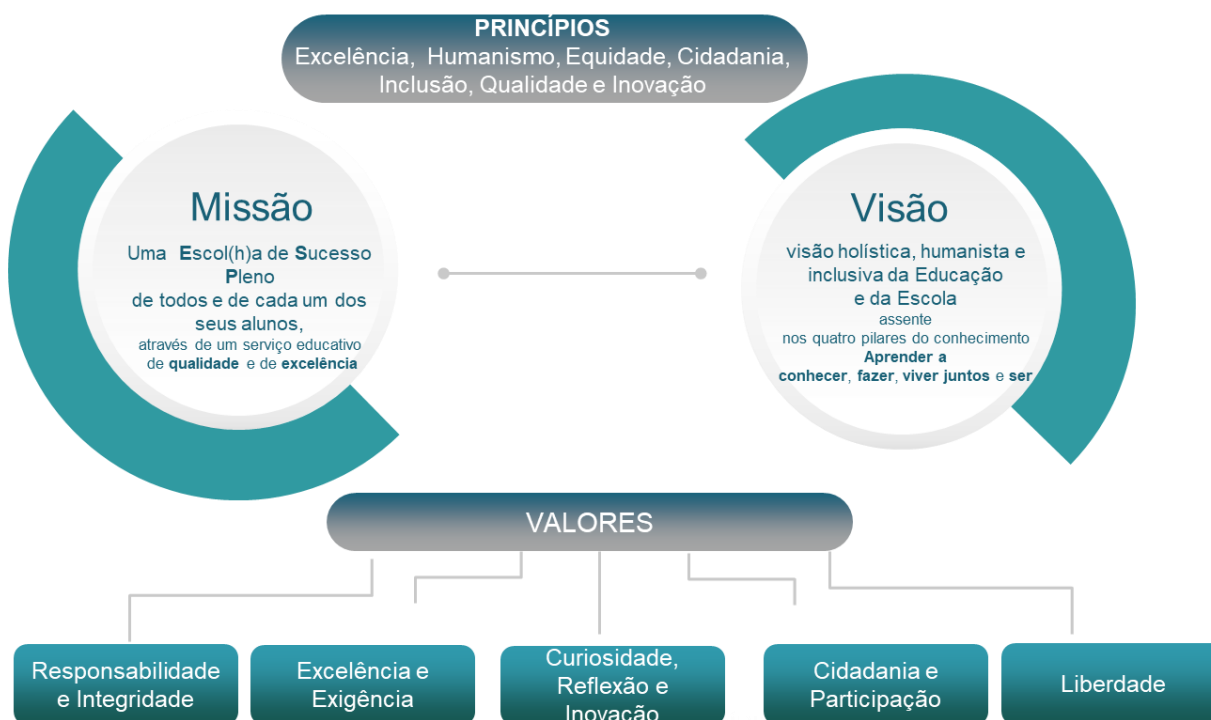 PRINCÍPIOS
Excelência, Humanismo, Equidade, Cidadania,
Inclusão, Qualidade e Inovação
Missão
Uma Escol(h)a de Sucesso
Pleno
de todos e de cada um dos
seus alunos,
através de um serviço educativo
de qualidade e de excelência
Visão
visão holística, humanista e
inclusiva da Educação
e da Escola
assente
nos quatro pilares do conhecimento
Aprender a
conhecer, fazer, viver juntos e ser
VALORES
Responsabilidade
e Integridade
Excelência e
Exigência
Curiosidade,
Reflexão e
Inovação
Cidadania e
Participação
Liberdade